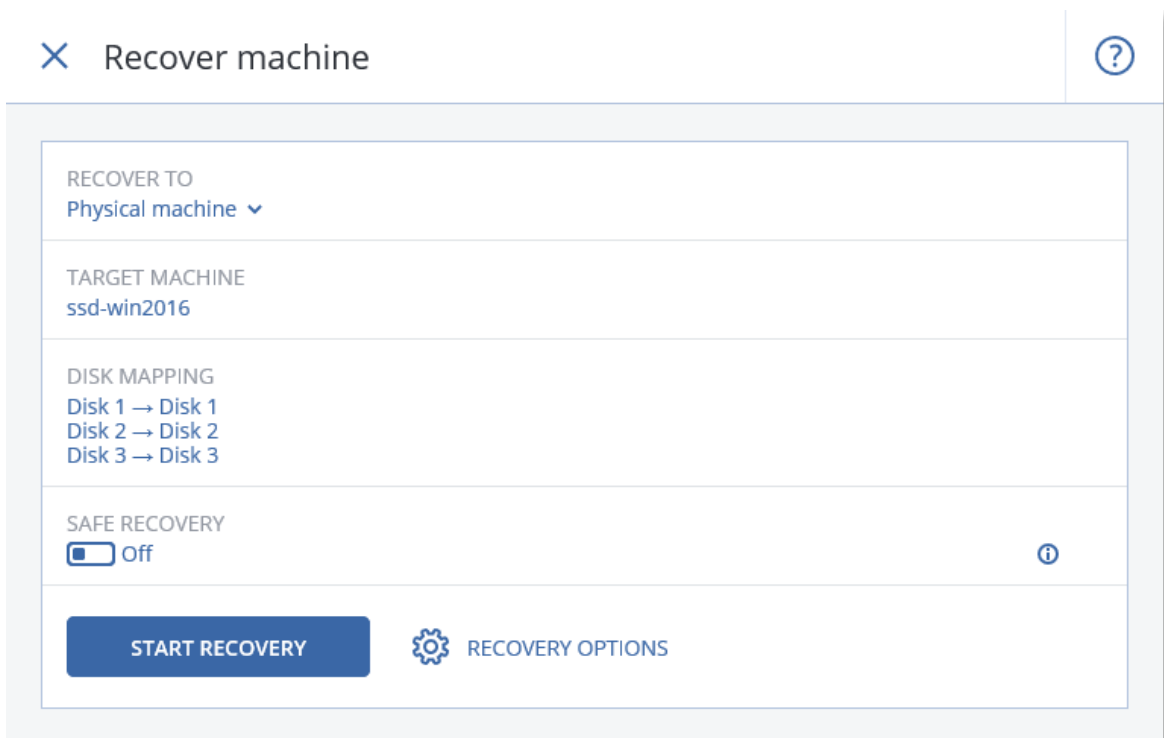 Recover machine
RECOVER TO
Physical machine
TARGET MACHINE
ssd-win2016
DISK MAPPING
Disk 1 → Disk 1
Disk 2 → Disk 2
Disk 3 → Disk 3
SAFE RECOVERY
Off
START RECOVERY
RECOVERY OPTIONS